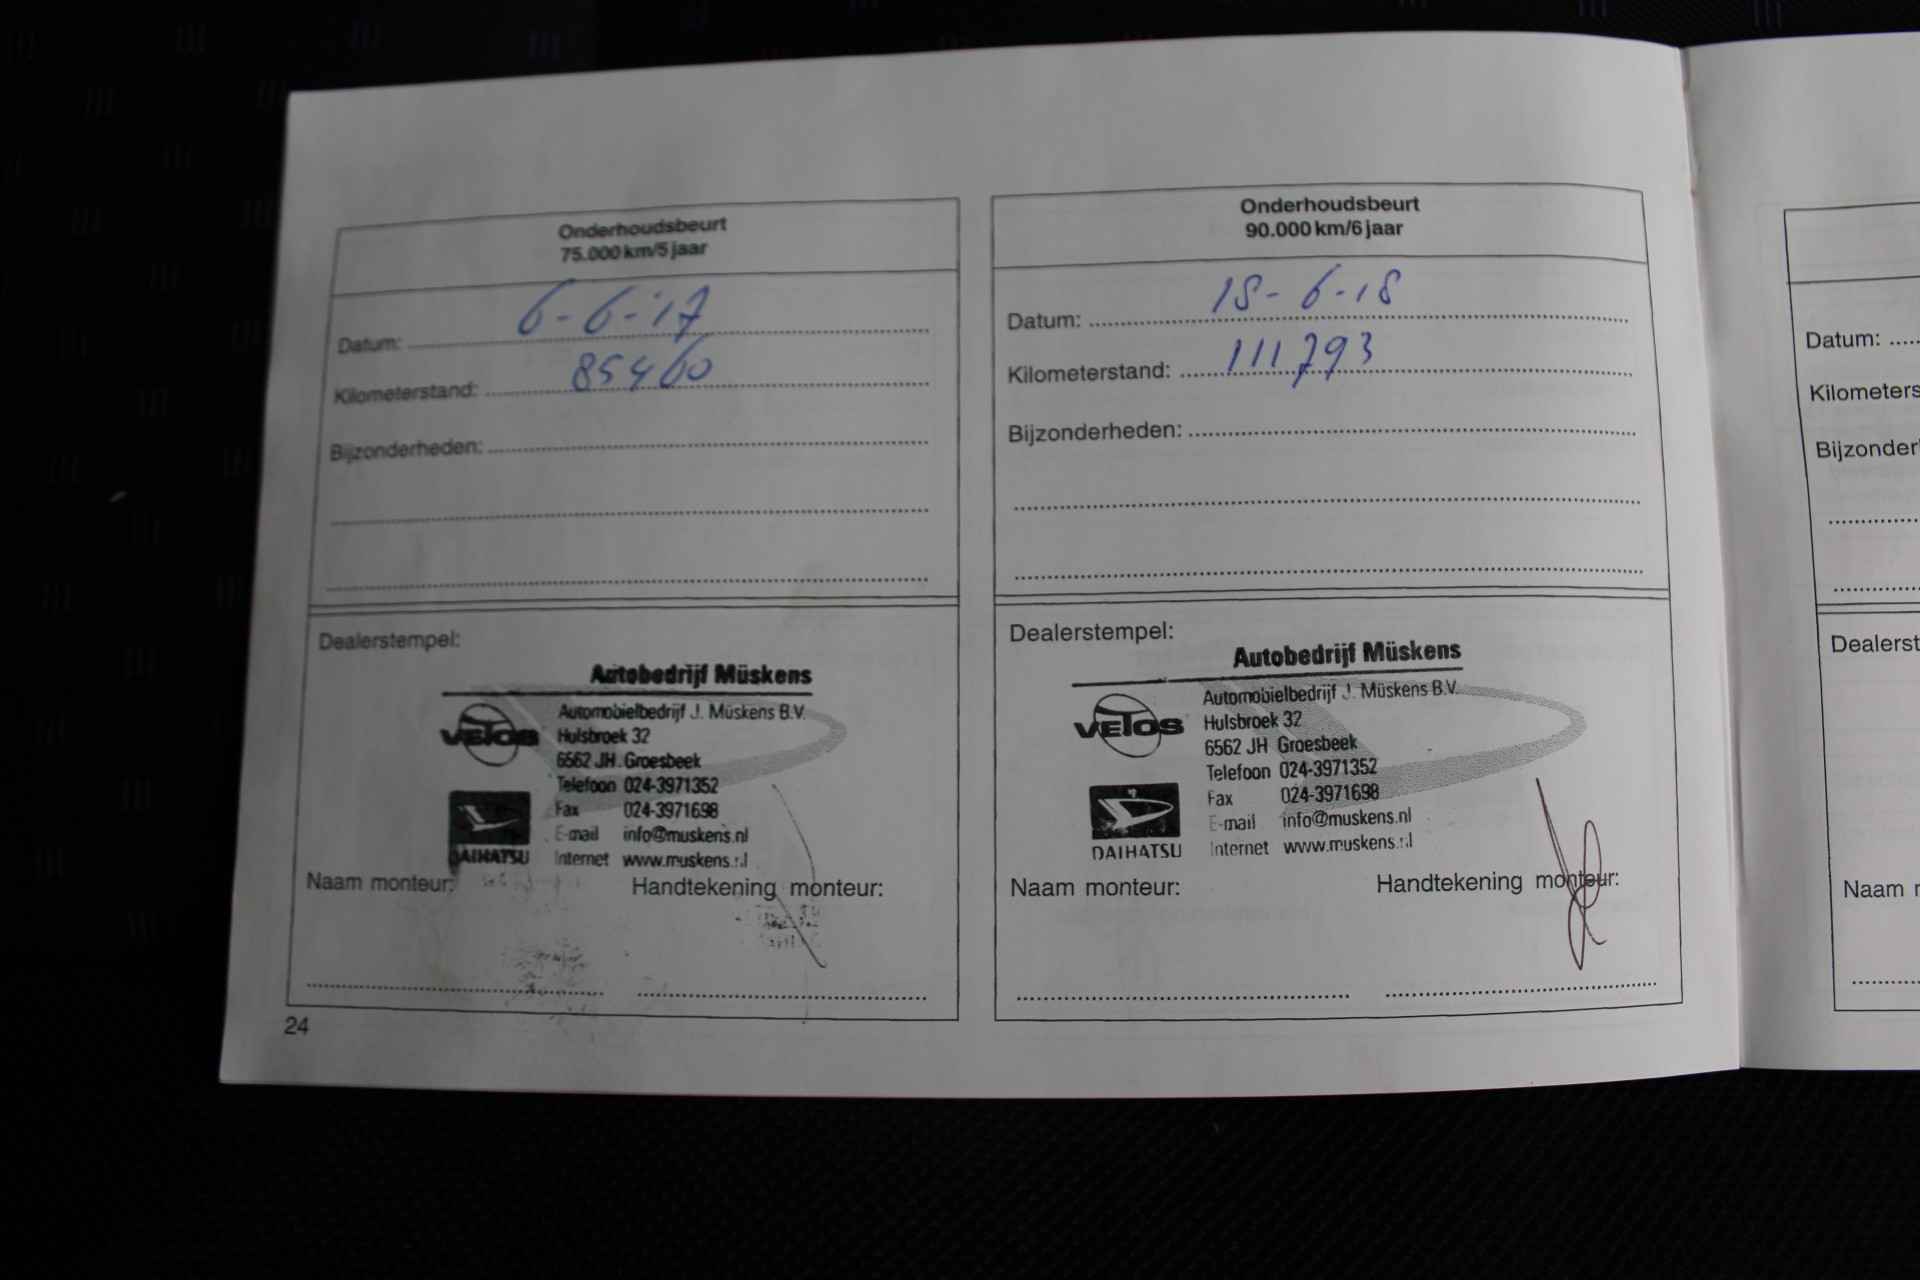 Onderhoudsbeurt
75.000 km/5 jaar
Datum: 6-6-'17
Kilometerstand: 85460
Bijzonderheden:
Dealerstempel:
Autobedrijf Müskens
VETOS
Automobielbedrijf J. Müskens B.V.
Hulsbroek 32
6562 JH Groesbeek
Telefoon 024-3971352
Fax 024-3971698
E-mail info@muskens.nl
DAIHATSU
Internet www.muskens.nl
Naam monteur:
Handtekening monteur:
24
Onderhoudsbeurt
90.000 km/6 jaar
Datum: 18-6-18
Kilometerstand: 111793
Bijzonderheden:
Dealerstempel:
Autobedrijf Müskens
VETOS
Automobielbedrijf J. Müskens B.V.
Hulsbroek 32
6562 JH Groesbeek
Telefoon 024-3971352
Fax 024-3971698
E-mail info@muskens.nl
DAIHATSU
Internet www.muskens.nl
Naam monteur:
Handtekening monteur:
Datum:
Kilometers
Bijzonder
Dealerst
Naam